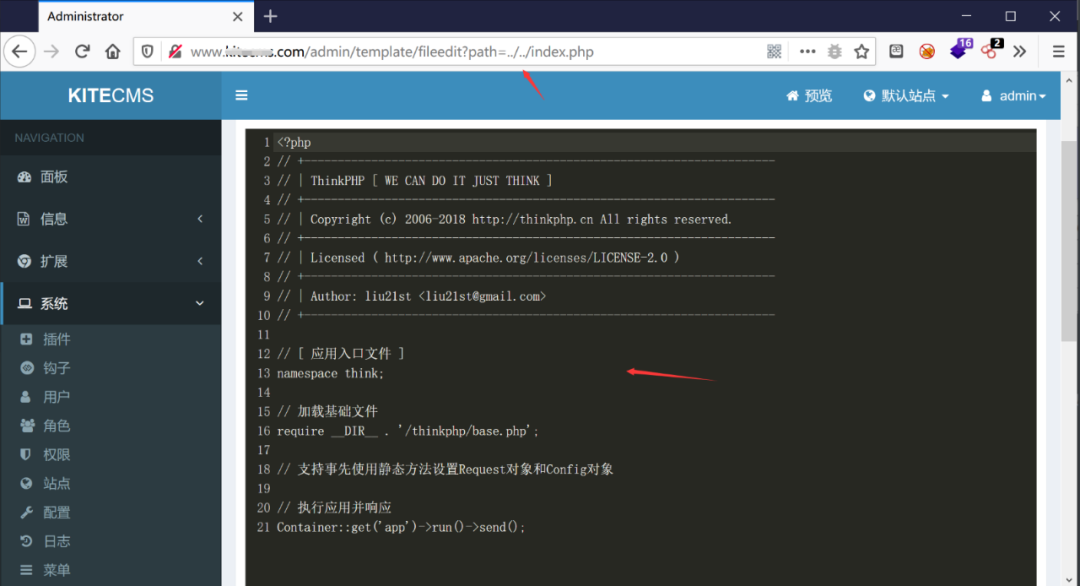 Administrator
www.kitecms.com/admin/template/fileedit?path=../../index.php
16
2
KITECMS
预览
默认站点
admin
NAVIGATION
面板
信息
扩展
系统
插件
钩子
用户
角色
权限
站点
配置
日志
菜单
1 <?php
2 // +----------------------------------------------------------------------
3 // | ThinkPHP [ WE CAN DO IT JUST THINK ]
4 // +----------------------------------------------------------------------
5 // | Copyright (c) 2006-2018 http://thinkphp.cn All rights reserved.
6 // +----------------------------------------------------------------------
7 // | Licensed ( http://www.apache.org/licenses/LICENSE-2.0 )
8 // +----------------------------------------------------------------------
9 // | Author: liu21st <liu21st@gmail.com>
10 // +----------------------------------------------------------------------
11
12 // [ 应用入口文件 ]
13 namespace think;
14
15 // 加载基础文件
16 require __DIR__ . '/thinkphp/base.php';
17
18 // 支持事先使用静态方法设置Request对象和Config对象
19
20 // 执行应用并响应
21 Container::get('app')->run()->send();